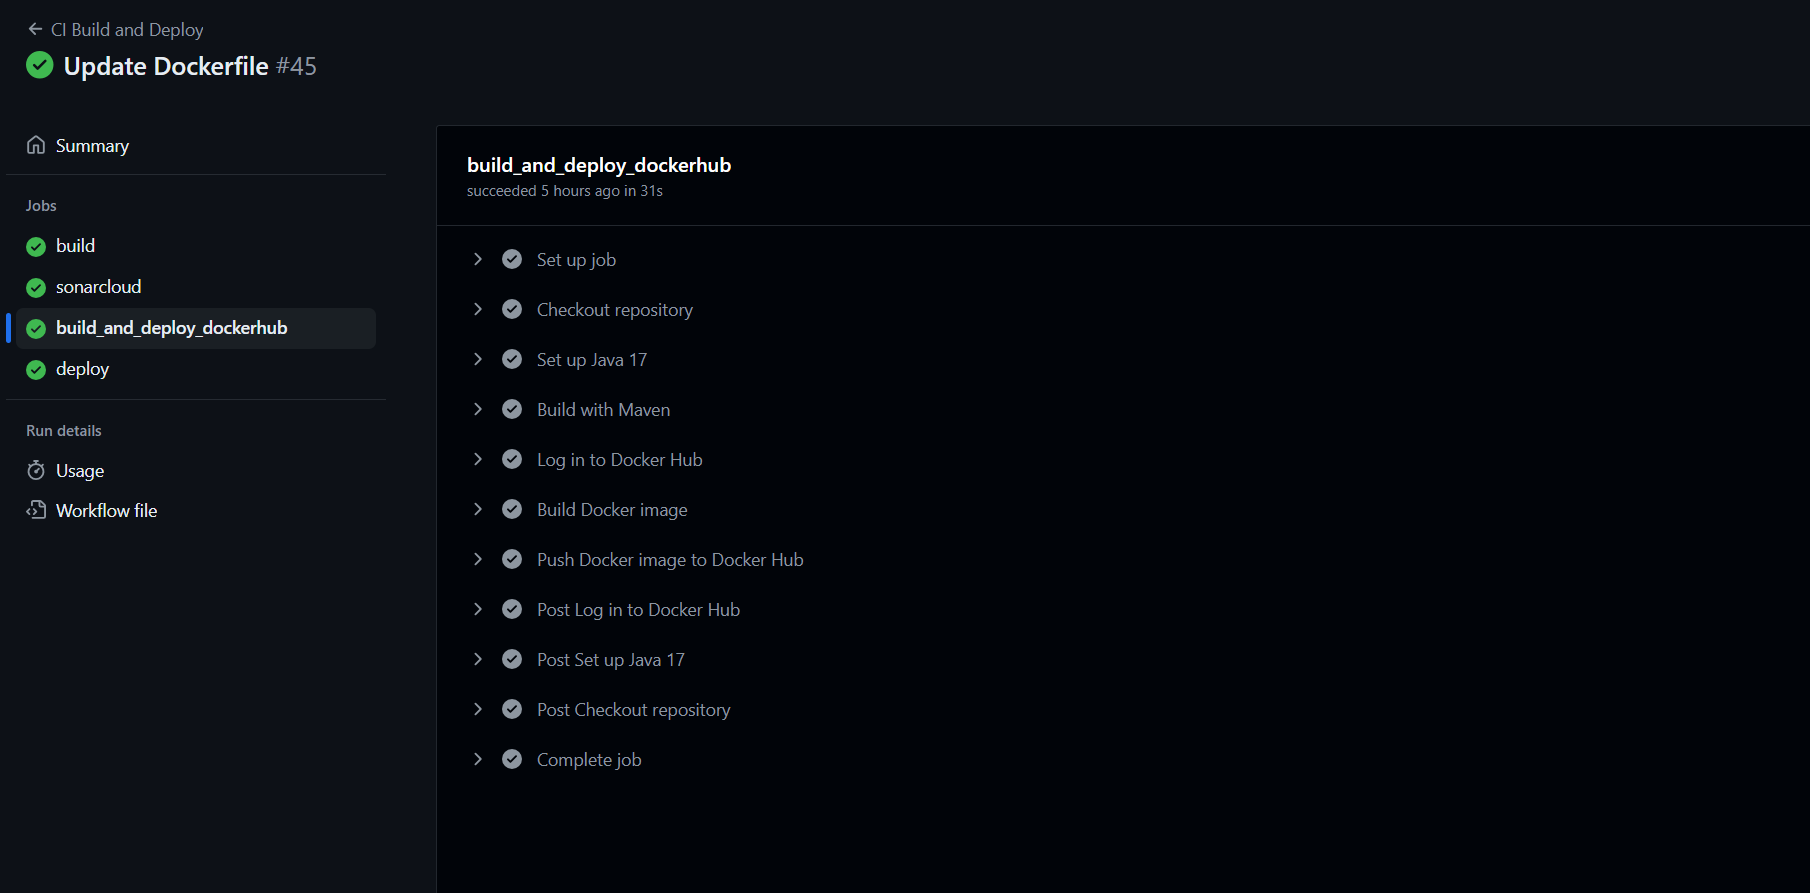 CI Build and Deploy
Update Dockerfile #45
Summary
Jobs
build
sonarcloud
build_and_deploy_dockerhub
deploy
Run details
Usage
Workflow file
build_and_deploy_dockerhub
succeeded 5 hours ago in 31s
Set up job
Checkout repository
Set up Java 17
Build with Maven
Log in to Docker Hub
Build Docker image
Push Docker image to Docker Hub
Post Log in to Docker Hub
Post Set up Java 17
Post Checkout repository
Complete job